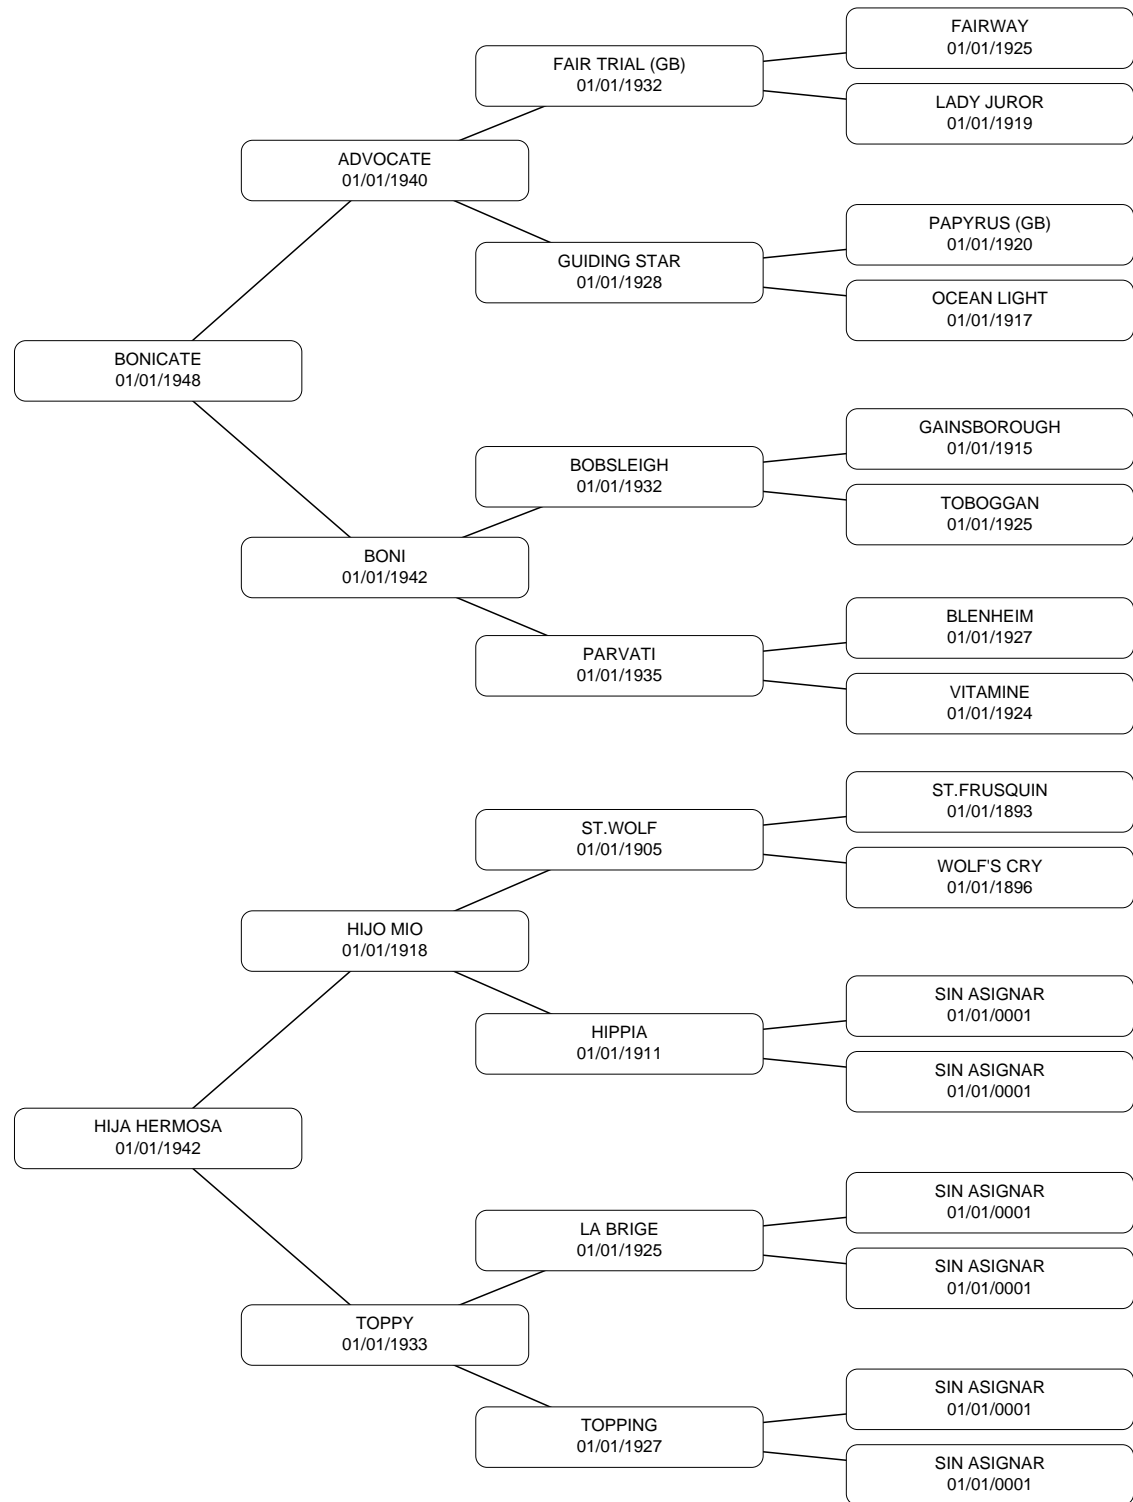 FAIRWAY
01/01/1925
FAIR TRIAL (GB)
01/01/1932
LADY JUROR
01/01/1919
ADVOCATE
01/01/1940
PAPYRUS (GB)
01/01/1920
GUIDING STAR
01/01/1928
OCEAN LIGHT
01/01/1917
BONICATE
01/01/1948
GAINSBOROUGH
01/01/1915
BOBSLEIGH
01/01/1932
TOBOGGAN
01/01/1925
BONI
01/01/1942
BLENHEIM
01/01/1927
PARVATI
01/01/1935
VITAMINE
01/01/1924
ST.FRUSQUIN
01/01/1893
ST.WOLF
01/01/1905
WOLF'S CRY
01/01/1896
HIJO MIO
01/01/1918
SIN ASIGNAR
01/01/0001
HIPPIA
01/01/1911
SIN ASIGNAR
01/01/0001
HIJA HERMOSA
01/01/1942
SIN ASIGNAR
01/01/0001
LA BRIGE
01/01/1925
SIN ASIGNAR
01/01/0001
TOPPY
01/01/1933
SIN ASIGNAR
01/01/0001
TOPPING
01/01/1927
SIN ASIGNAR
01/01/0001